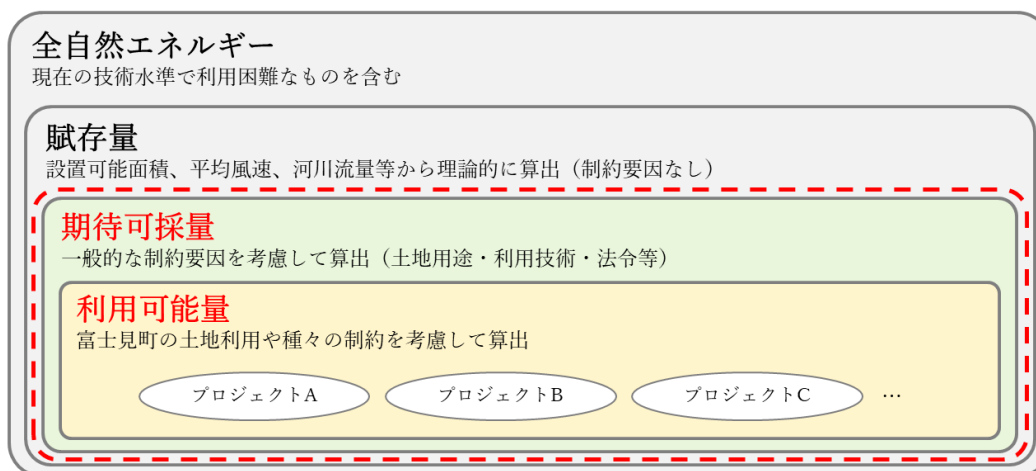 全自然エネルギー
現在の技術水準で利用困難なものを含む
賦存量
設置可能面積、平均風速、河川流量等から理論的に算出（制約要因なし）
期待可採量
一般的な制約要因を考慮して算出（土地用途・利用技術・法令等）
利用可能量
富士見町の土地利用や種々の制約を考慮して算出
プロジェクトA プロジェクトB プロジェクトC …